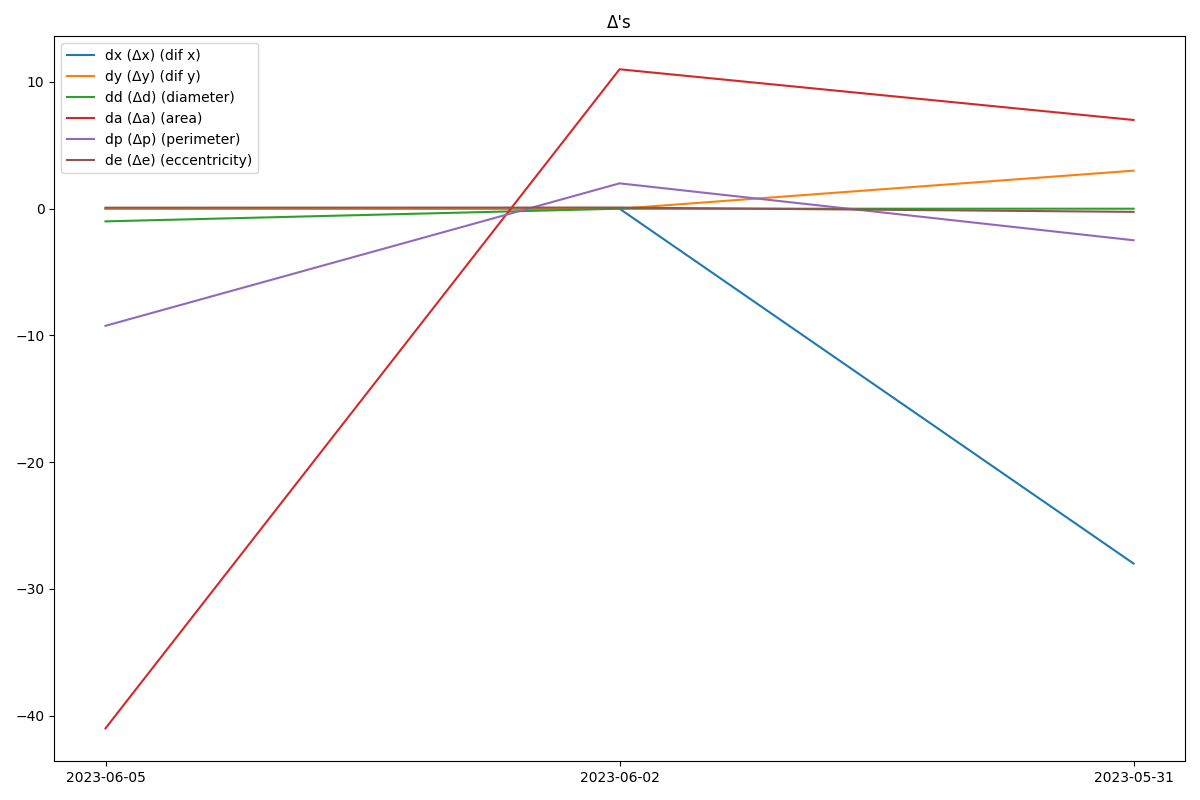 Δ's
dx (Δx) (dif x)
dy (Δy) (dif y)
dd (Δd) (diameter)
da (Δa) (area)
dp (Δp) (perimeter)
de (Δe) (eccentricity)
10
0
−10
−20
−30
−40
2023-06-05 2023-06-02 2023-05-31